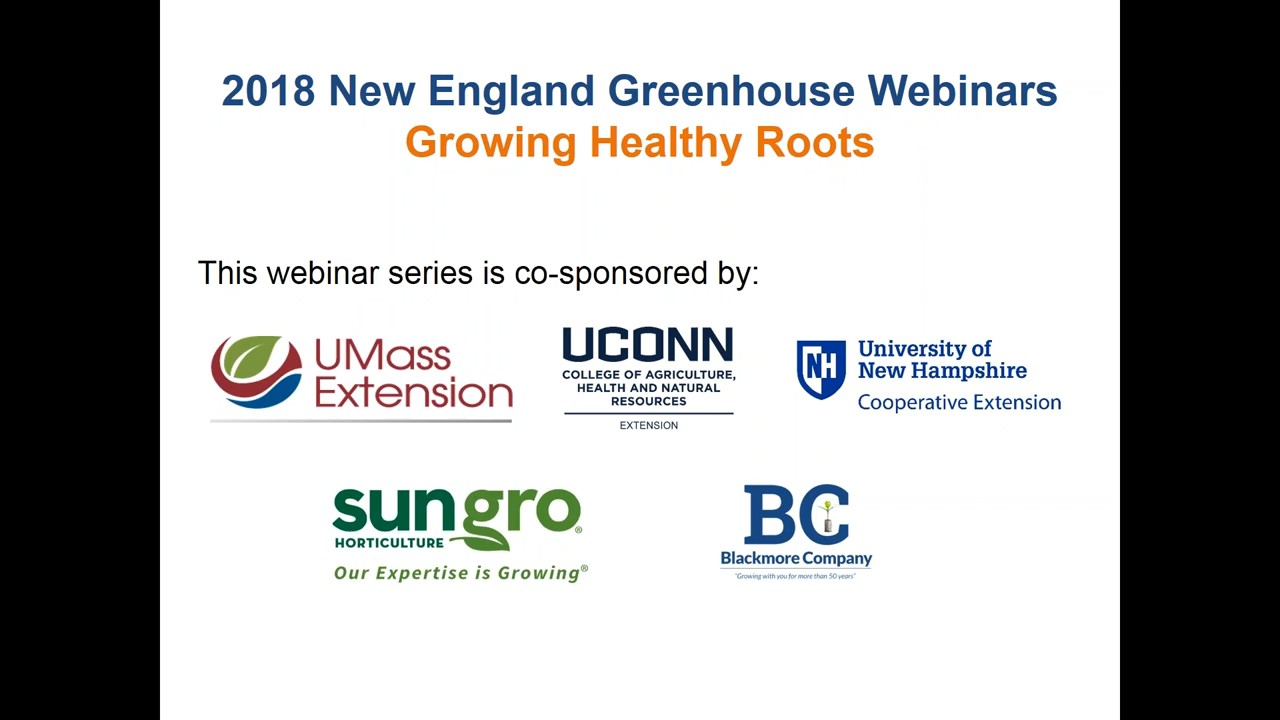 2018 New England Greenhouse Webinars
Growing Healthy Roots
This webinar series is co-sponsored by:
UMass
Extension
UCONN
COLLEGE OF AGRICULTURE,
HEALTH AND NATURAL
RESOURCES
EXTENSION
NH
University of
New Hampshire
Cooperative Extension
sungro®
HORTICULTURE
Our Expertise is Growing®
BC
Blackmore Company
"Growing with you for more than 50 years"